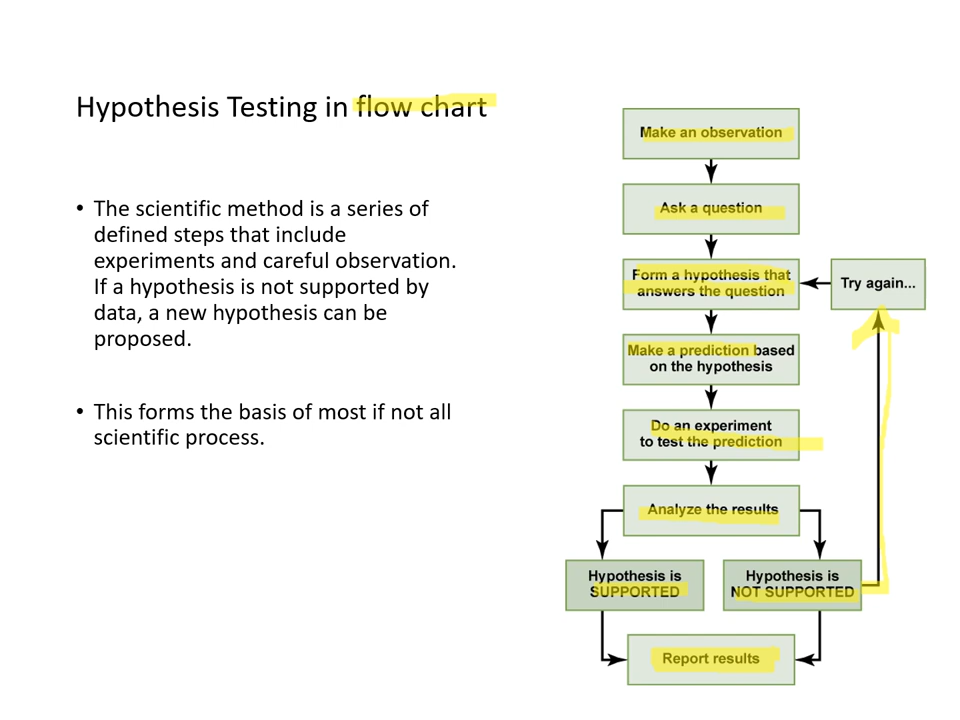 Hypothesis Testing in flow chart
• The scientific method is a series of
defined steps that include
experiments and careful observation.
If a hypothesis is not supported by
data, a new hypothesis can be
proposed.
• This forms the basis of most if not all
scientific process.
Make an observation
Ask a question
Form a hypothesis that
answers the question
Try again...
Make a prediction based
on the hypothesis
Do an experiment
to test the prediction
Analyze the results
Hypothesis is
SUPPORTED
Hypothesis is
NOT SUPPORTED
Report results